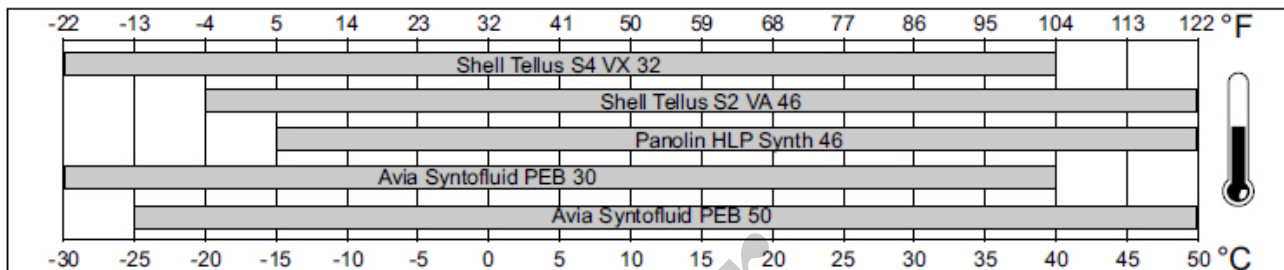 -22 -13 -4 5 14 23 32 41 50 59 68 77 86 95 104 113 122 °F
Shell Tellus S4 VX 32
Shell Tellus S2 VA 46
Panolin HLP Synth 46
Avia Syntofluid PEB 30
Avia Syntofluid PEB 50
-30 -25 -20 -15 -10 -5 0 5 10 15 20 25 30 35 40 45 50 °C